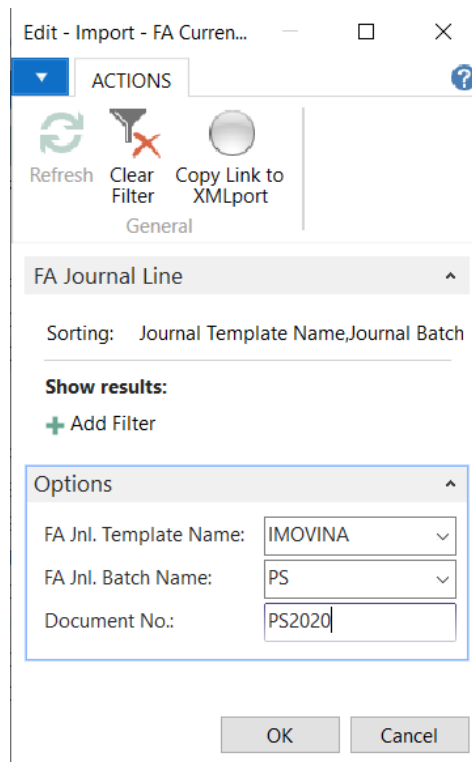 Edit - Import - FA Curren...
ACTIONS
?
Refresh
Clear Filter
Copy Link to XMLport
General
FA Journal Line
Sorting: Journal Template Name,Journal Batch
Show results:
Add Filter
Options
FA Jnl. Template Name: IMOVINA
FA Jnl. Batch Name: PS
Document No.: PS2020
OK Cancel